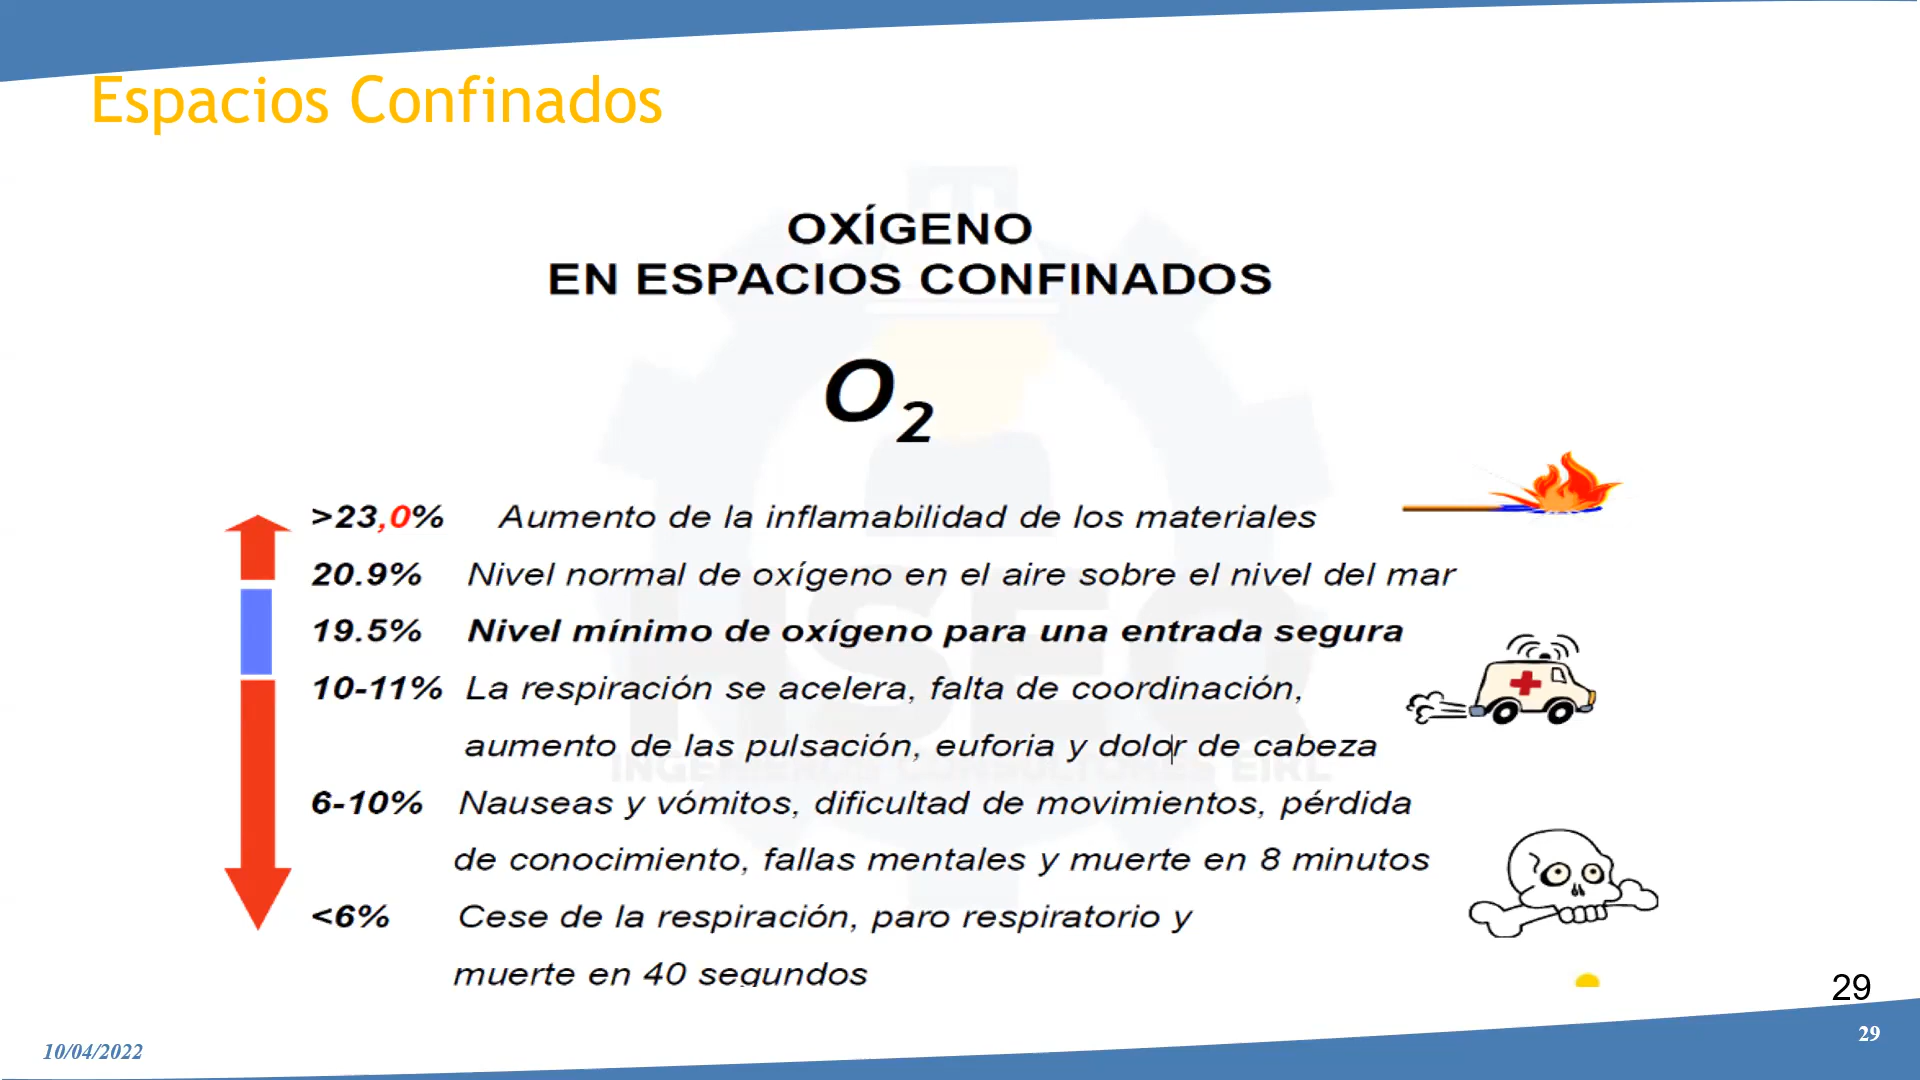 Espacios Confinados
OXÍGENO
EN ESPACIOS CONFINADOS
O2
>23,0% Aumento de la inflamabilidad de los materiales
20.9% Nivel normal de oxígeno en el aire sobre el nivel del mar
19.5% Nivel mínimo de oxígeno para una entrada segura
10-11% La respiración se acelera, falta de coordinación,
aumento de las pulsación, euforia y dolor de cabeza
6-10% Nauseas y vómitos, dificultad de movimientos, pérdida
de conocimiento, fallas mentales y muerte en 8 minutos
<6% Cese de la respiración, paro respiratorio y
muerte en 40 segundos
HSEQ
INGENIEROS CONSULTORES EIRL
29
29
10/04/2022